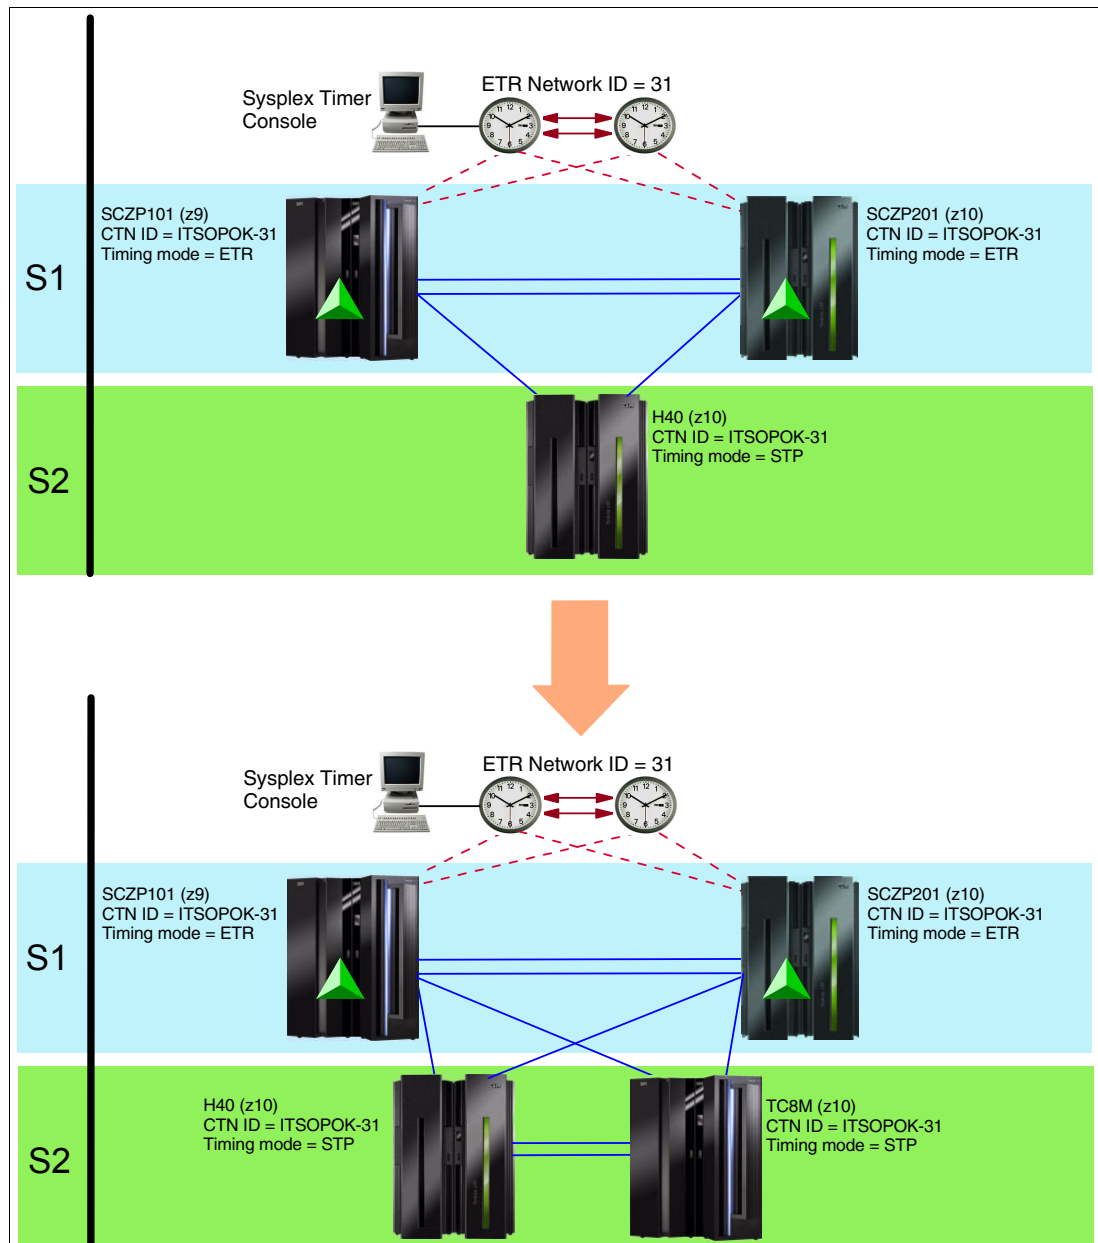 ETR Network ID = 31
Sysplex Timer
Console
SCZP101 (z9)
CTN ID = ITSOPOK-31
Timing mode = ETR
SCZP201 (z10)
CTN ID = ITSOPOK-31
Timing mode = ETR
S1
H40 (z10)
CTN ID = ITSOPOK-31
Timing mode = STP
S2
ETR Network ID = 31
Sysplex Timer
Console
SCZP101 (z9)
CTN ID = ITSOPOK-31
Timing mode = ETR
SCZP201 (z10)
CTN ID = ITSOPOK-31
Timing mode = ETR
S1
H40 (z10)
CTN ID = ITSOPOK-31
Timing mode = STP
TC8M (z10)
CTN ID = ITSOPOK-31
Timing mode = STP
S2